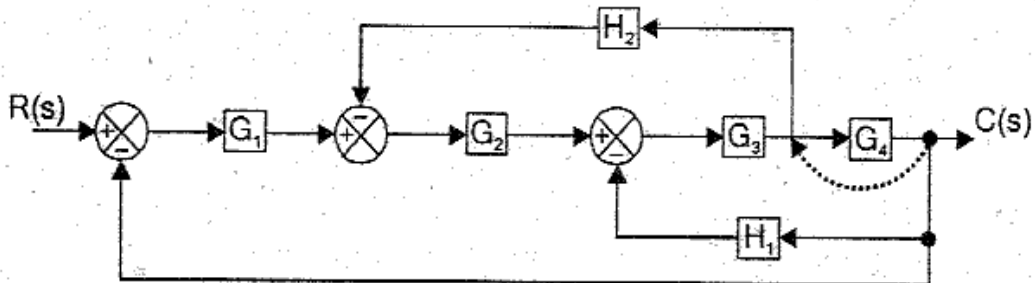 H₂
R(s) + − G₁ − + G₂ + − G₃ G₄ C(s)
H₁